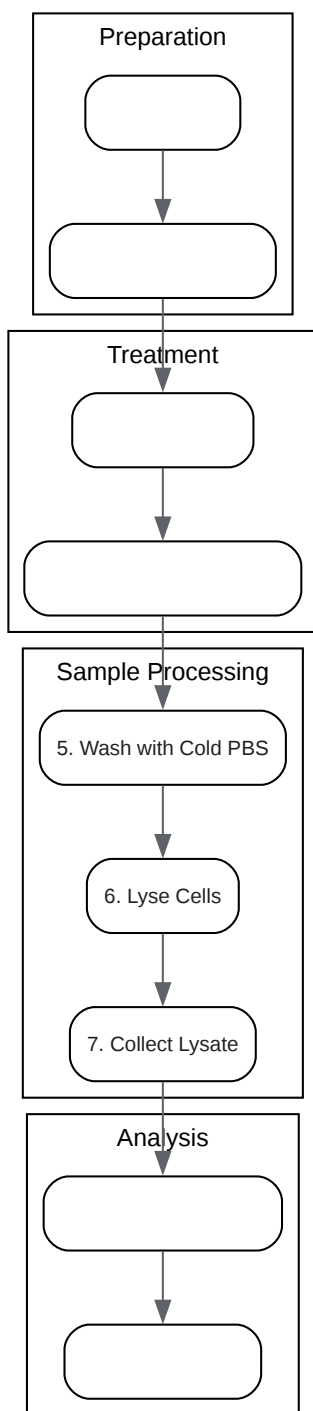 Preparation
Treatment
Sample Processing
5. Wash with Cold PBS
6. Lyse Cells
7. Collect Lysate
Analysis